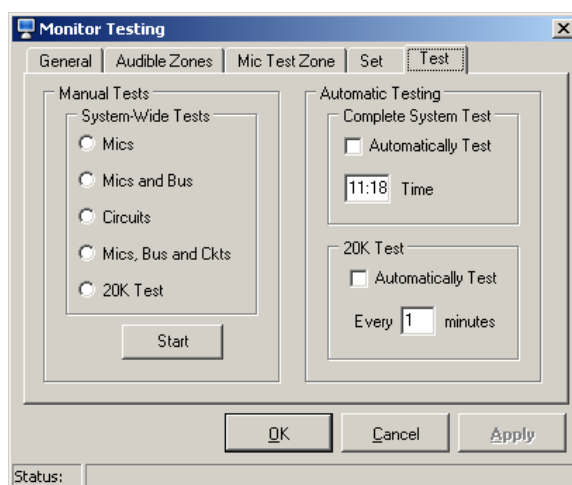 Monitor Testing
General
Audible Zones
Mic Test Zone
Set
Test
Manual Tests
System-Wide Tests
Mics
Mics and Bus
Circuits
Mics, Bus and Ckts
20K Test
Start
Automatic Testing
Complete System Test
Automatically Test
11:18 Time
20K Test
Automatically Test
Every 1 minutes
OK
Cancel
Apply
Status: